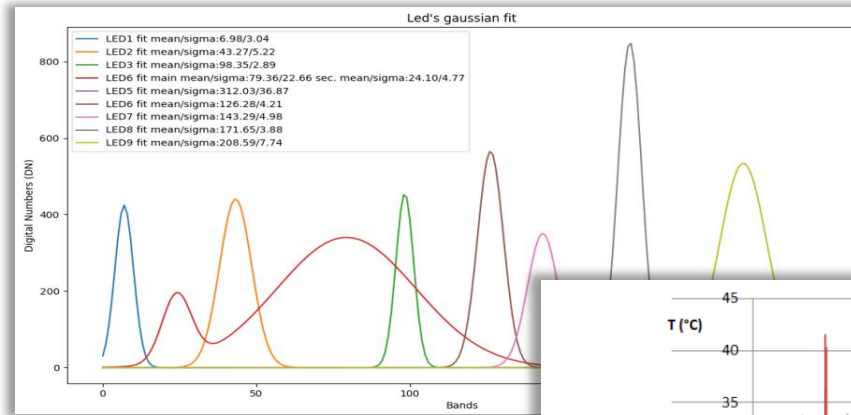 Led's gaussian fit
LED1 fit mean/sigma:6.98/3.04
LED2 fit mean/sigma:43.27/5.22
LED3 fit mean/sigma:98.35/2.89
LED6 fit main mean/sigma:79.36/22.66 sec. mean/sigma:24.10/4.77
LED5 fit mean/sigma:312.03/36.87
LED6 fit mean/sigma:126.28/4.21
LED7 fit mean/sigma:143.29/4.98
LED8 fit mean/sigma:171.65/3.88
LED9 fit mean/sigma:208.59/7.74
Digital Numbers (DN)
800
600
400
200
0
0
50
100
Bands
T (°C)
45
40
35